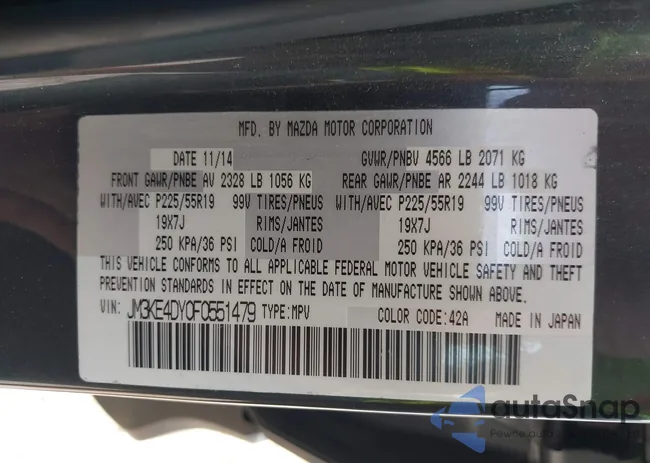 MFD. BY MAZDA MOTOR CORPORATION
DATE 11/14 GVWR/PNBV 4566 LB 2071 KG
FRONT GAWR/PNBE AV 2328 LB 1056 KG REAR GAWR/PNBE AR 2244 LB 1018 KG
WITH/AVEC P225/55R19 99V TIRES/PNEUS WITH/AVEC P225/55R19 99V TIRES/PNEUS
19X7J RIMS/JANTES 19X7J RIMS/JANTES
250 KPA/36 PSI COLD/A FROID 250 KPA/36 PSI COLD/A FROID
THIS VEHICLE CONFORMS TO ALL APPLICABLE FEDERAL MOTOR VEHICLE SAFETY AND THEFT
PREVENTION STANDARDS IN EFFECT ON THE DATE OF MANUFACTURE SHOWN ABOVE.
VIN: JM3KE4DY0F0551479 TYPE:MPV COLOR CODE:42A MADE IN JAPAN
autoSnap
Pewne auto